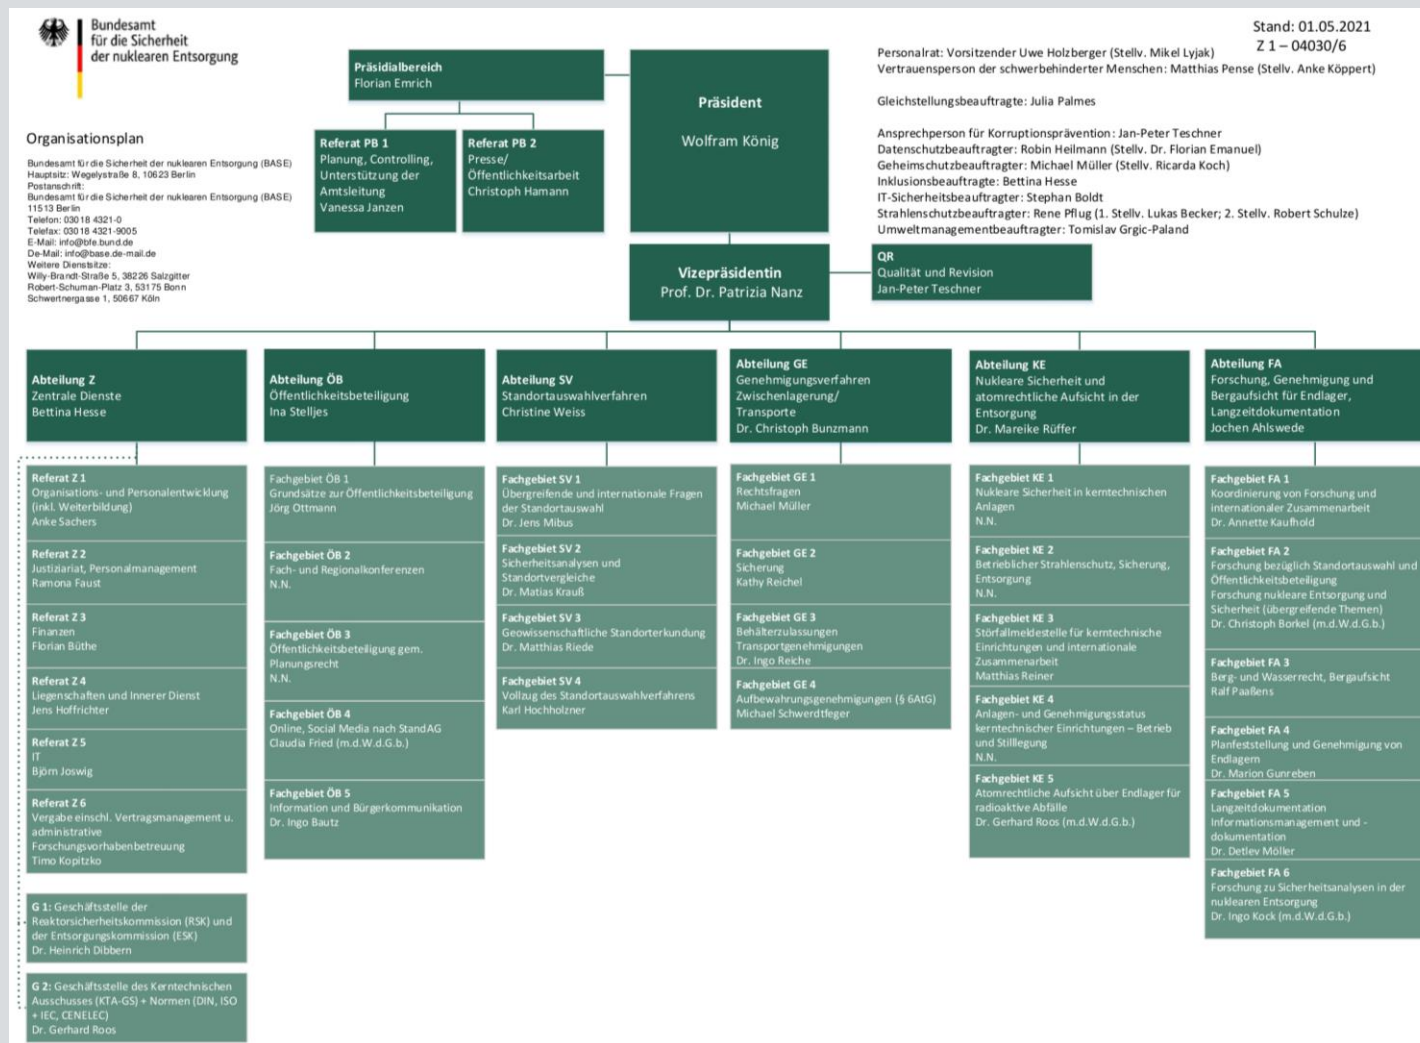 Bundesamt
für die Sicherheit
der nuklearen Entsorgung
Stand: 01.05.2021
Z 1 – 04030/6
Organisationsplan
Bundesamt für die Sicherheit der nuklearen Entsorgung (BASE)
Hauptsitz: Wegelystraße 8, 10623 Berlin
Postanschrift:
Bundesamt für die Sicherheit der nuklearen Entsorgung (BASE)
11513 Berlin
Telefon: 03018 4321-0
Telefax: 03018 4321-9005
E-Mail: info@bfe.bund.de
De-Mail: info@base.de-mail.de
Weitere Dienstsitze:
Willy-Brandt-Straße 5, 38226 Salzgitter
Robert-Schuman-Platz 3, 53175 Bonn
Schwertnergasse 1, 50667 Köln
Präsidialbereich
Florian Emrich
Referat PB 1
Planung, Controlling,
Unterstützung der
Amtsleitung
Vanessa Janzen
Referat PB 2
Presse/
Öffentlichkeitsarbeit
Christoph Hamann
Präsident
Wolfram König
Personalrat: Vorsitzender Uwe Holzberger (Stellv. Mikel Lyjak)
Vertrauensperson der schwerbehinderter Menschen: Matthias Pense (Stellv. Anke Köppert)
Gleichstellungsbeauftragte: Julia Palmes
Ansprechperson für Korruptionsprävention: Jan-Peter Teschner
Datenschutzbeauftragter: Robin Heilmann (Stellv. Dr. Florian Emanuel)
Geheimschutzbeauftragter: Michael Müller (Stellv. Ricarda Koch)
Inklusionsbeauftragte: Bettina Hesse
IT-Sicherheitsbeauftragter: Stephan Boldt
Strahlenschutzbeauftragter: Rene Pflug (1. Stellv. Lukas Becker; 2. Stellv. Robert Schulze)
Umweltmanagementbeauftragter: Tomislav Grgic-Paland
Vizepräsidentin
Prof. Dr. Patrizia Nanz
QR
Qualität und Revision
Jan-Peter Teschner
Abteilung Z
Zentrale Dienste
Bettina Hesse
Referat Z 1
Organisations- und Personalentwicklung
(inkl. Weiterbildung)
Anke Sachers
Referat Z 2
Justiziariat, Personalmanagement
Ramona Faust
Referat Z 3
Finanzen
Florian Büthe
Referat Z 4
Liegenschaften und Innerer Dienst
Jens Hoffrichter
Referat Z 5
IT
Björn Joswig
Referat Z 6
Vergabe einschl. Vertragsmanagement u.
administrative
Forschungsvorhabenbetreuung
Timo Kopitzko
G 1: Geschäftsstelle der
Reaktorsicherheitskommission (RSK) und
der Entsorgungskommission (ESK)
Dr. Heinrich Dibbern
G 2: Geschäftsstelle des Kerntechnischen
Ausschusses (KTA-GS) + Normen (DIN, ISO
+ IEC, CENELEC)
Dr. Gerhard Roos
Abteilung ÖB
Öffentlichkeitsbeteiligung
Ina Stelljes
Fachgebiet ÖB 1
Grundsätze zur Öffentlichkeitsbeteiligung
Jörg Ottmann
Fachgebiet ÖB 2
Fach- und Regionalkonferenzen
N.N.
Fachgebiet ÖB 3
Öffentlichkeitsbeteiligung gem.
Planungsrecht
N.N.
Fachgebiet ÖB 4
Online, Social Media nach StandAG
Claudia Fried (m.d.W.d.G.b.)
Fachgebiet ÖB 5
Information und Bürgerkommunikation
Dr. Ingo Bautz
Abteilung SV
Standortauswahlverfahren
Christine Weiss
Fachgebiet SV 1
Übergreifende und internationale Fragen
der Standortauswahl
Dr. Jens Mibus
Fachgebiet SV 2
Sicherheitsanalysen und
Standortvergleiche
Dr. Matias Krauß
Fachgebiet SV 3
Geowissenschaftliche Standorterkundung
Dr. Matthias Riede
Fachgebiet SV 4
Vollzug des Standortauswahlverfahrens
Karl Hochholzner
Abteilung GE
Genehmigungsverfahren
Zwischenlagerung/
Transporte
Dr. Christoph Bunzmann
Fachgebiet GE 1
Rechtsfragen
Michael Müller
Fachgebiet GE 2
Sicherung
Kathy Reichel
Fachgebiet GE 3
Behälterzulassungen
Transportgenehmigungen
Dr. Ingo Reiche
Fachgebiet GE 4
Aufbewahrungsgenehmigungen (§ 6AtG)
Michael Schwerdtfeger
Abteilung KE
Nukleare Sicherheit und
atomrechtliche Aufsicht in der
Entsorgung
Dr. Mareike Rüffer
Fachgebiet KE 1
Nukleare Sicherheit in kerntechnischen
Anlagen
N.N.
Fachgebiet KE 2
Betrieblicher Strahlenschutz, Sicherung,
Entsorgung
N.N.
Fachgebiet KE 3
Störfallmeldestelle für kerntechnische
Einrichtungen und internationale
Zusammenarbeit
Matthias Reiner
Fachgebiet KE 4
Anlagen- und Genehmigungsstatus
kerntechnischer Einrichtungen – Betrieb
und Stilllegung
N.N.
Fachgebiet KE 5
Atomrechtliche Aufsicht über Endlager für
radioaktive Abfälle
Dr. Gerhard Roos (m.d.W.d.G.b.)
Abteilung FA
Forschung, Genehmigung und
Bergaufsicht für Endlager,
Langzeitdokumentation
Jochen Ahlswede
Fachgebiet FA 1
Koordinierung von Forschung und
internationaler Zusammenarbeit
Dr. Annette Kaufhold
Fachgebiet FA 2
Forschung bezüglich Standortauswahl und
Öffentlichkeitsbeteiligung
Forschung nukleare Entsorgung und
Sicherheit (übergreifende Themen)
Dr. Christoph Borkel (m.d.W.d.G.b.)
Fachgebiet FA 3
Berg- und Wasserrecht, Bergaufsicht
Ralf Paaßens
Fachgebiet FA 4
Planfeststellung und Genehmigung von
Endlagern
Dr. Marion Gunreben
Fachgebiet FA 5
Langzeitdokumentation
Informationsmanagement und -
dokumentation
Dr. Detlev Möller
Fachgebiet FA 6
Forschung zu Sicherheitsanalysen in der
nuklearen Entsorgung
Dr. Ingo Kock (m.d.W.d.G.b.)